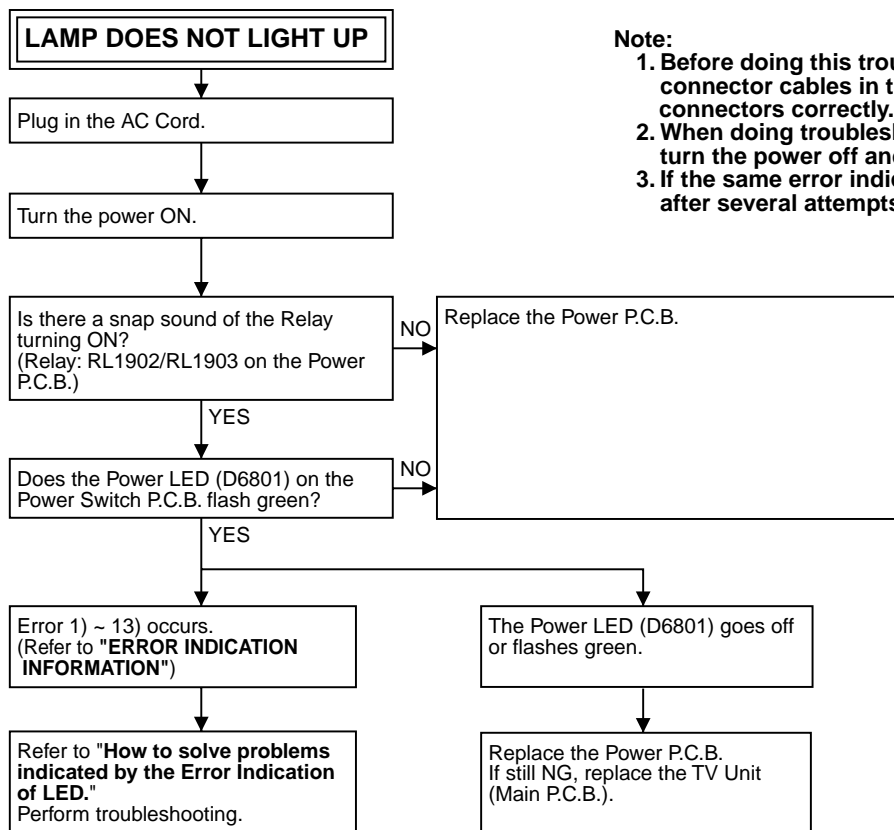 LAMP DOES NOT LIGHT UP
Plug in the AC Cord.
Turn the power ON.
Is there a snap sound of the Relay
turning ON?
(Relay: RL1902/RL1903 on the Power
P.C.B.)
NO
Replace the Power P.C.B.
YES
Does the Power LED (D6801) on the
Power Switch P.C.B. flash green?
NO
YES
Error 1) ~ 13) occurs.
(Refer to "ERROR INDICATION
INFORMATION")
The Power LED (D6801) goes off
or flashes green.
Refer to "How to solve problems
indicated by the Error Indication
of LED."
Perform troubleshooting.
Replace the Power P.C.B.
If still NG, replace the TV Unit
(Main P.C.B.).
Note:
1. Before doing this
connector cables in
connectors correctly.
2. When doing
turn the power off
3. If the same error
after several attempts